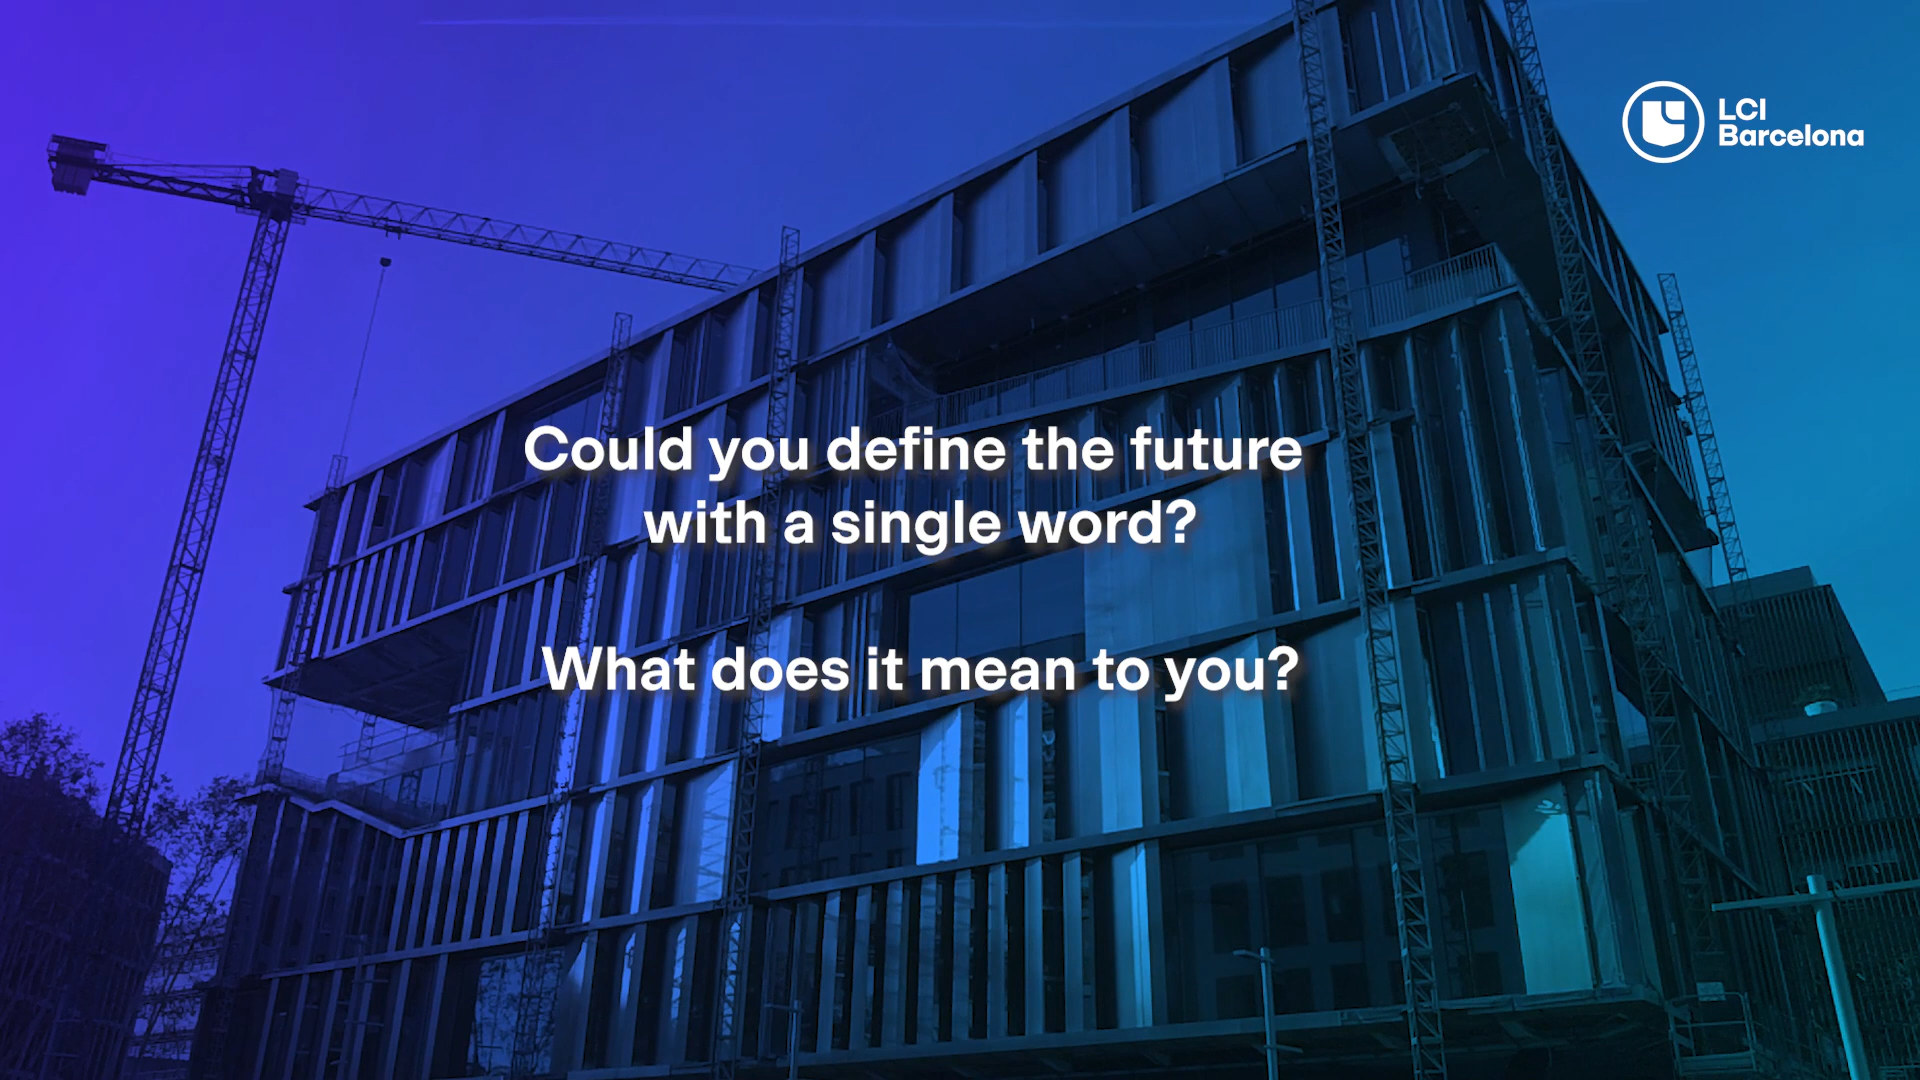 LCI
Barcelona
Could you define the future
with a single word?
What does it mean to you?